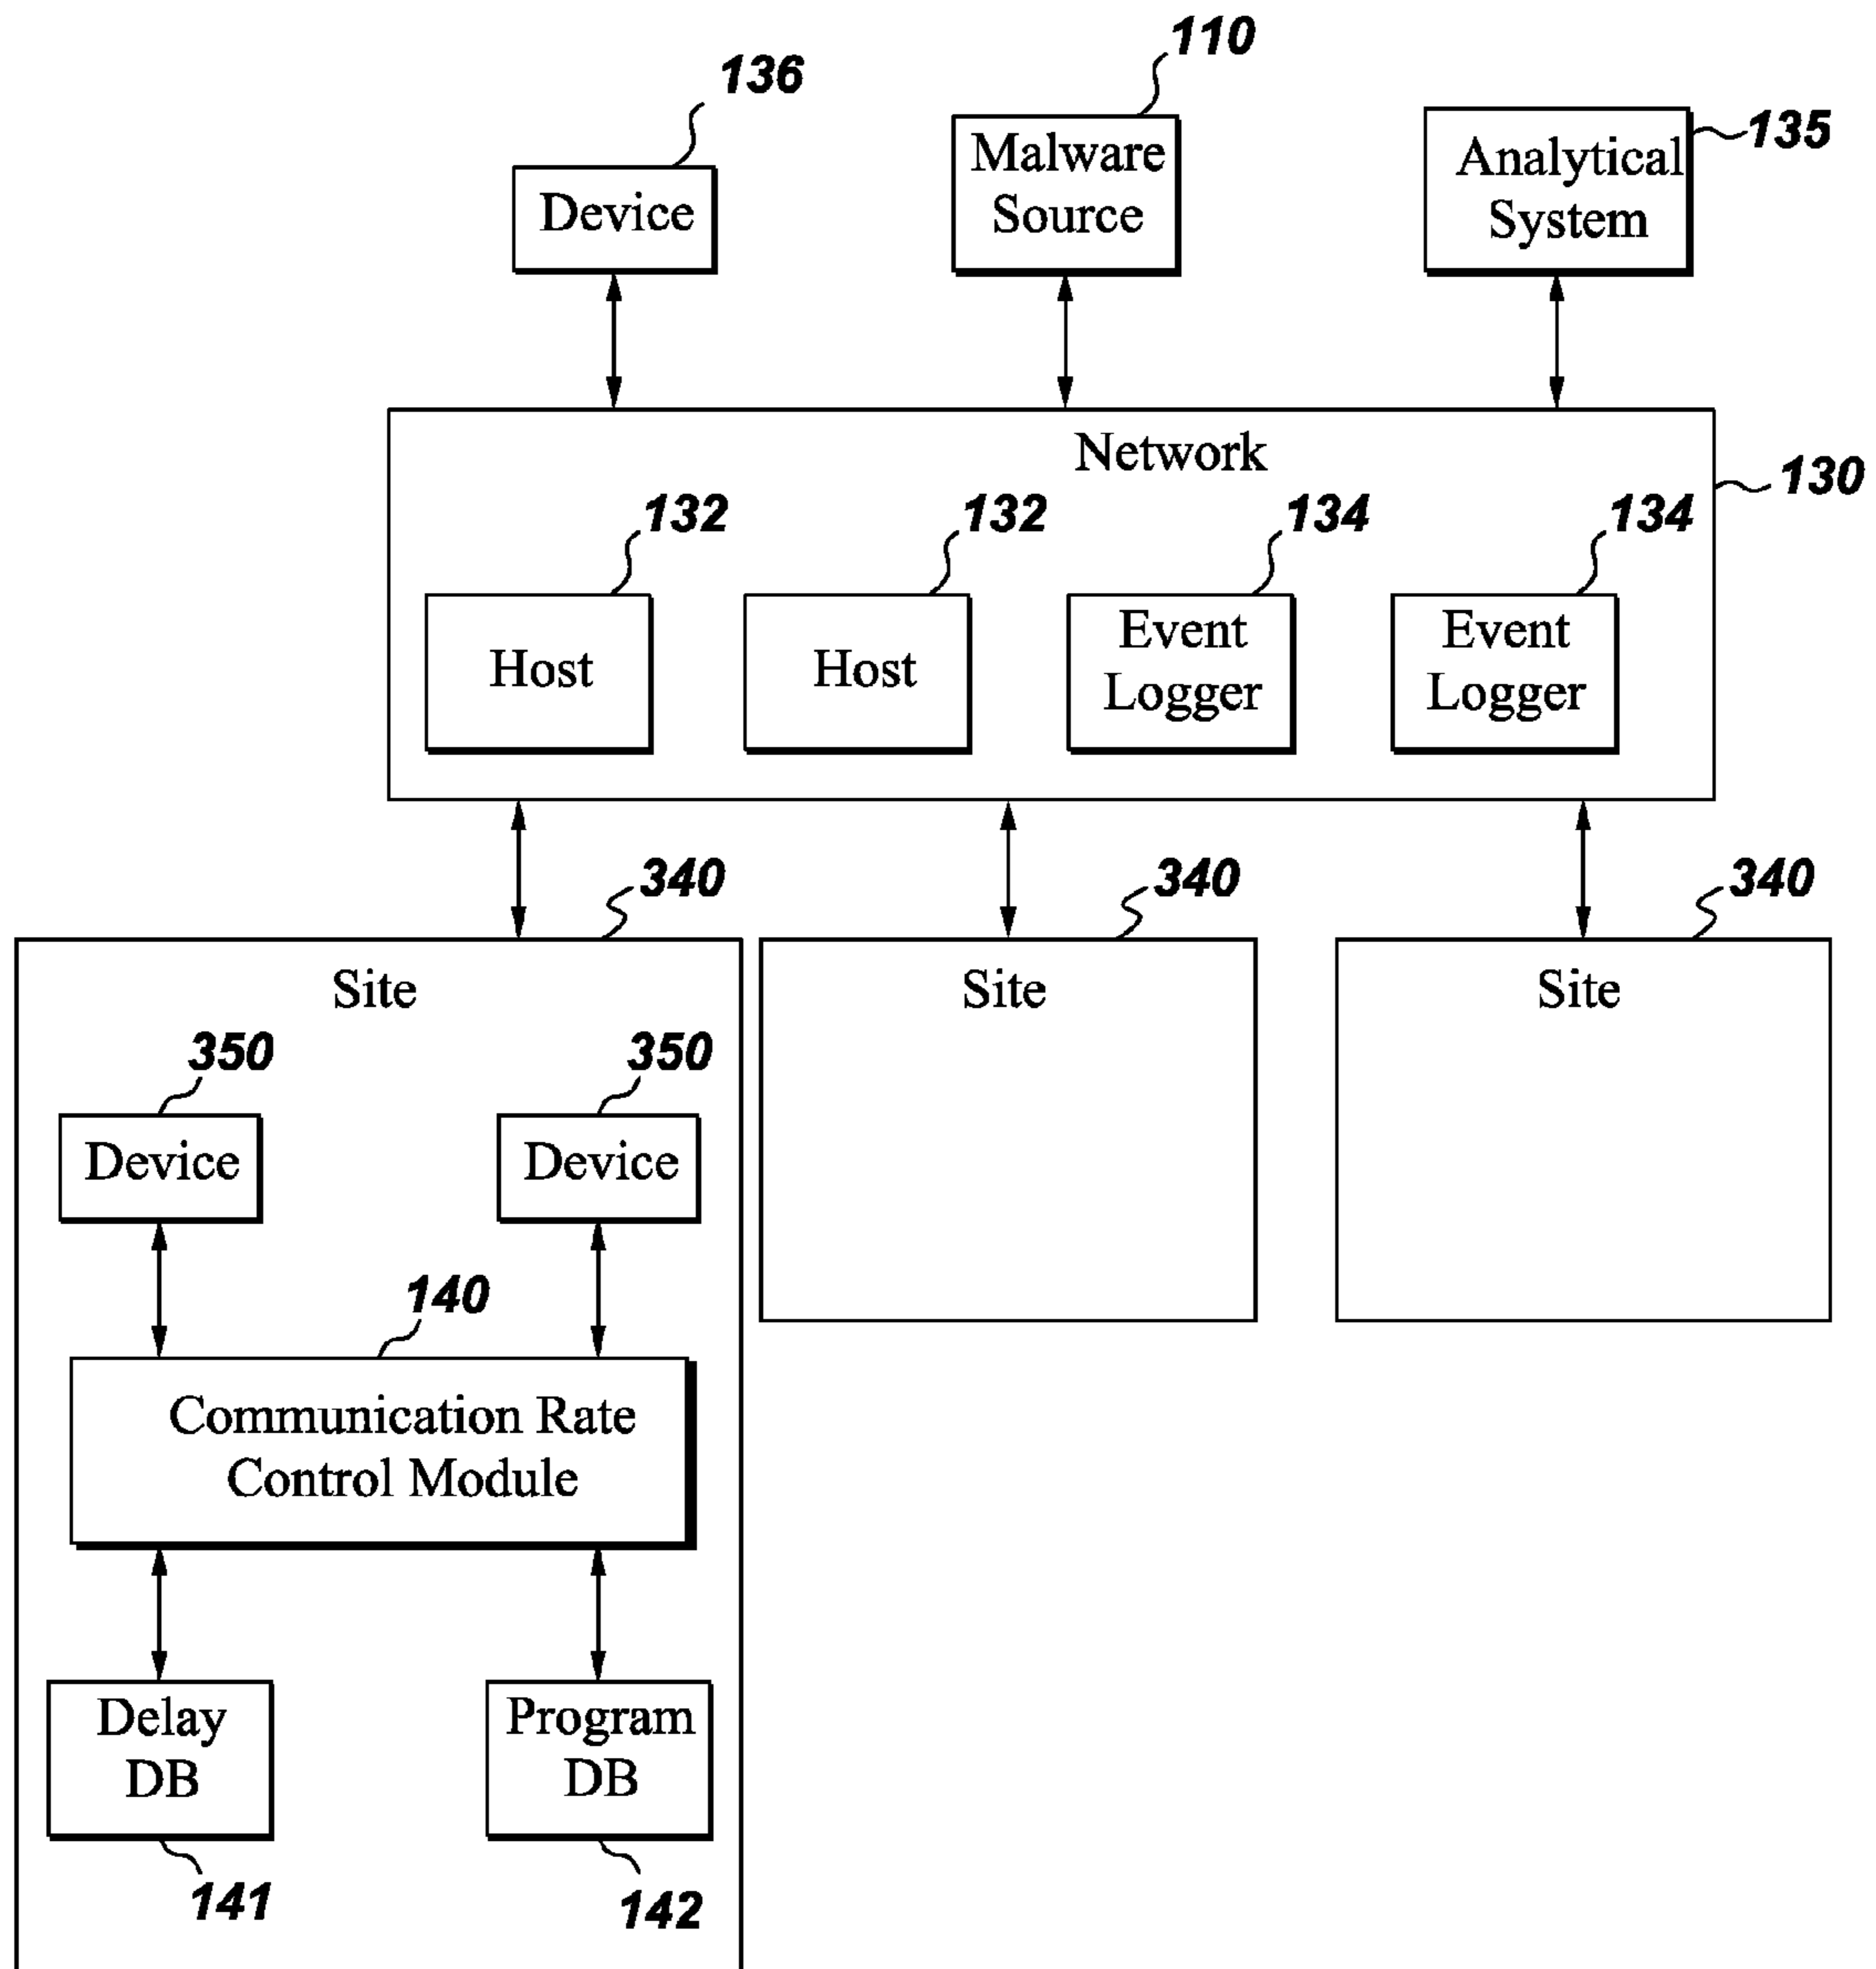 110
136
135
Device
Malware
Source
Analytical
System
Network
130
132
132
134
134
Host
Host
Event
Logger
Event
Logger
340
340
340
Site
Site
Site
350
350
Device
Device
140
Communication Rate
Control Module
Delay
DB
Program
DB
141
142